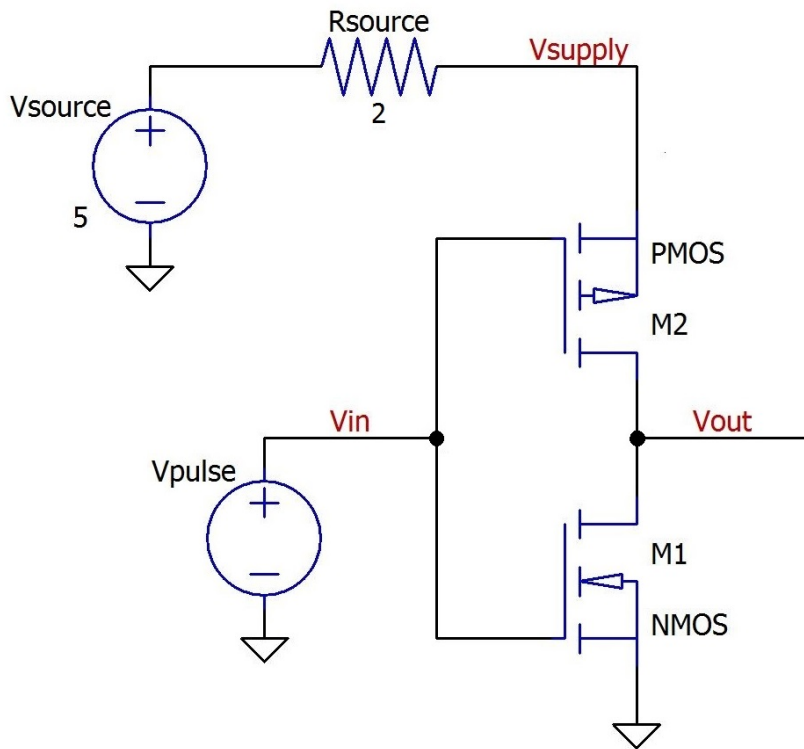 Rsource
Vsupply
Vsource
2
5
PMOS
M2
Vin
Vout
Vpulse
M1
NMOS